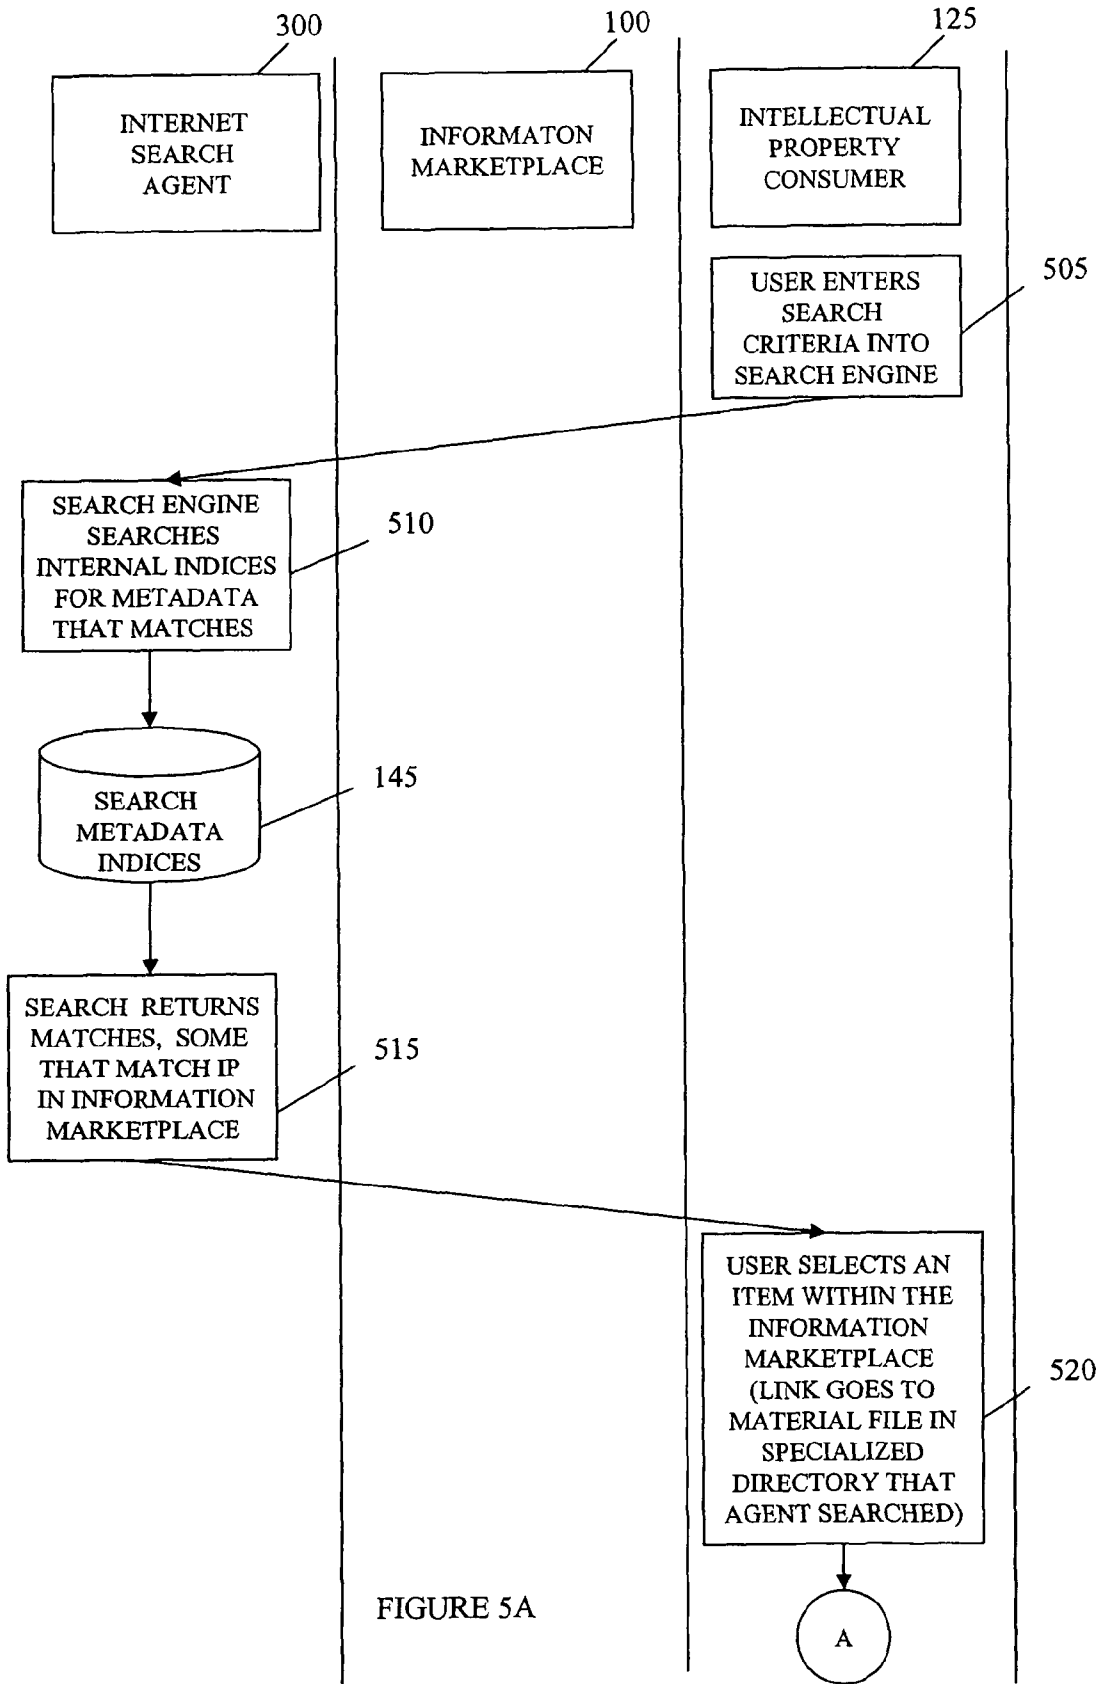 300
100
125
INTERNET
SEARCH
AGENT
INFORMATON
MARKETPLACE
INTELLECTUAL
PROPERTY
CONSUMER
USER ENTERS
SEARCH
CRITERIA INTO
SEARCH ENGINE
505
SEARCH ENGINE
SEARCHES
INTERNAL INDICES
FOR METADATA
THAT MATCHES
510
SEARCH
METADATA
INDICES
145
SEARCH RETURNS
MATCHES, SOME
THAT MATCH IP
IN INFORMATION
MARKETPLACE
515
USER SELECTS AN
ITEM WITHIN THE
INFORMATION
MARKETPLACE
(LINK GOES TO
MATERIAL FILE IN
SPECIALIZED
DIRECTORY THAT
AGENT SEARCHED)
520
FIGURE 5A
A